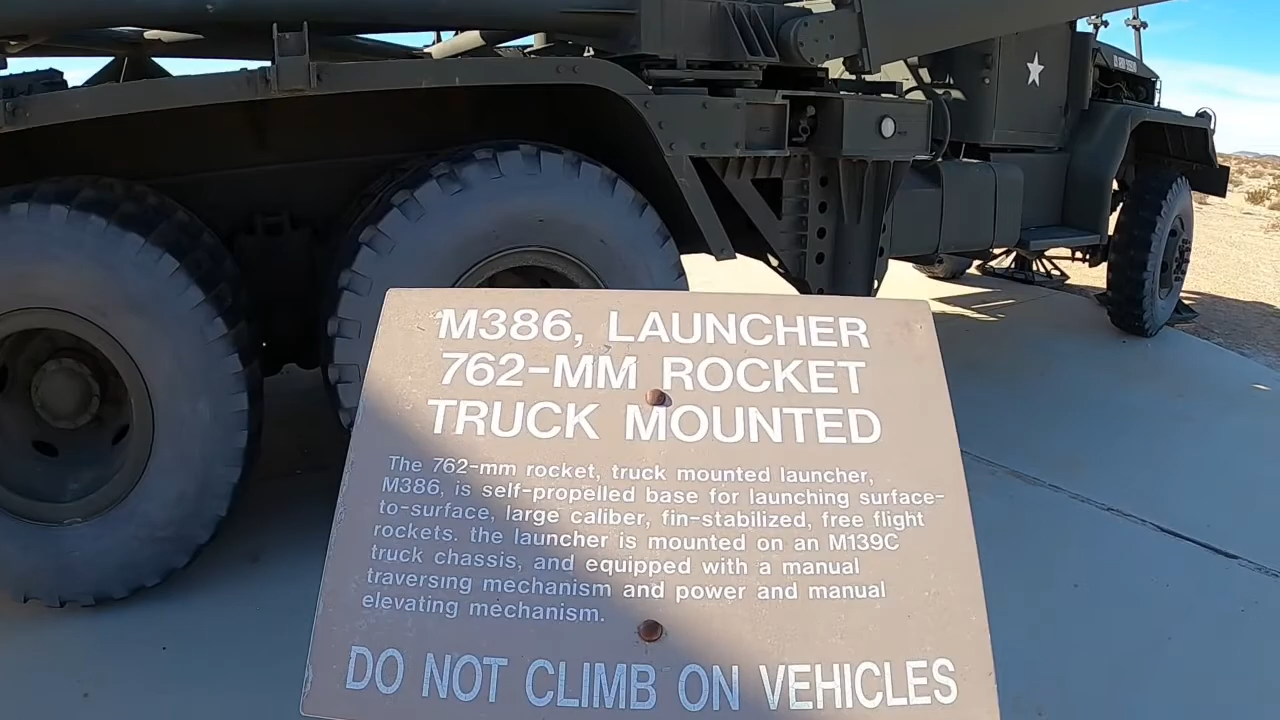 M386, LAUNCHER
762-MM ROCKET
TRUCK MOUNTED
The 762-mm rocket, truck mounted launcher,
M386, is self-propelled base for launching surface-
to-surface, large caliber, fin-stabilized, free flight
rockets. the launcher is mounted on an M139C
truck chassis, and equipped with a manual
traversing mechanism and power and manual
elevating mechanism.
DO NOT CLIMB ON VEHICLES